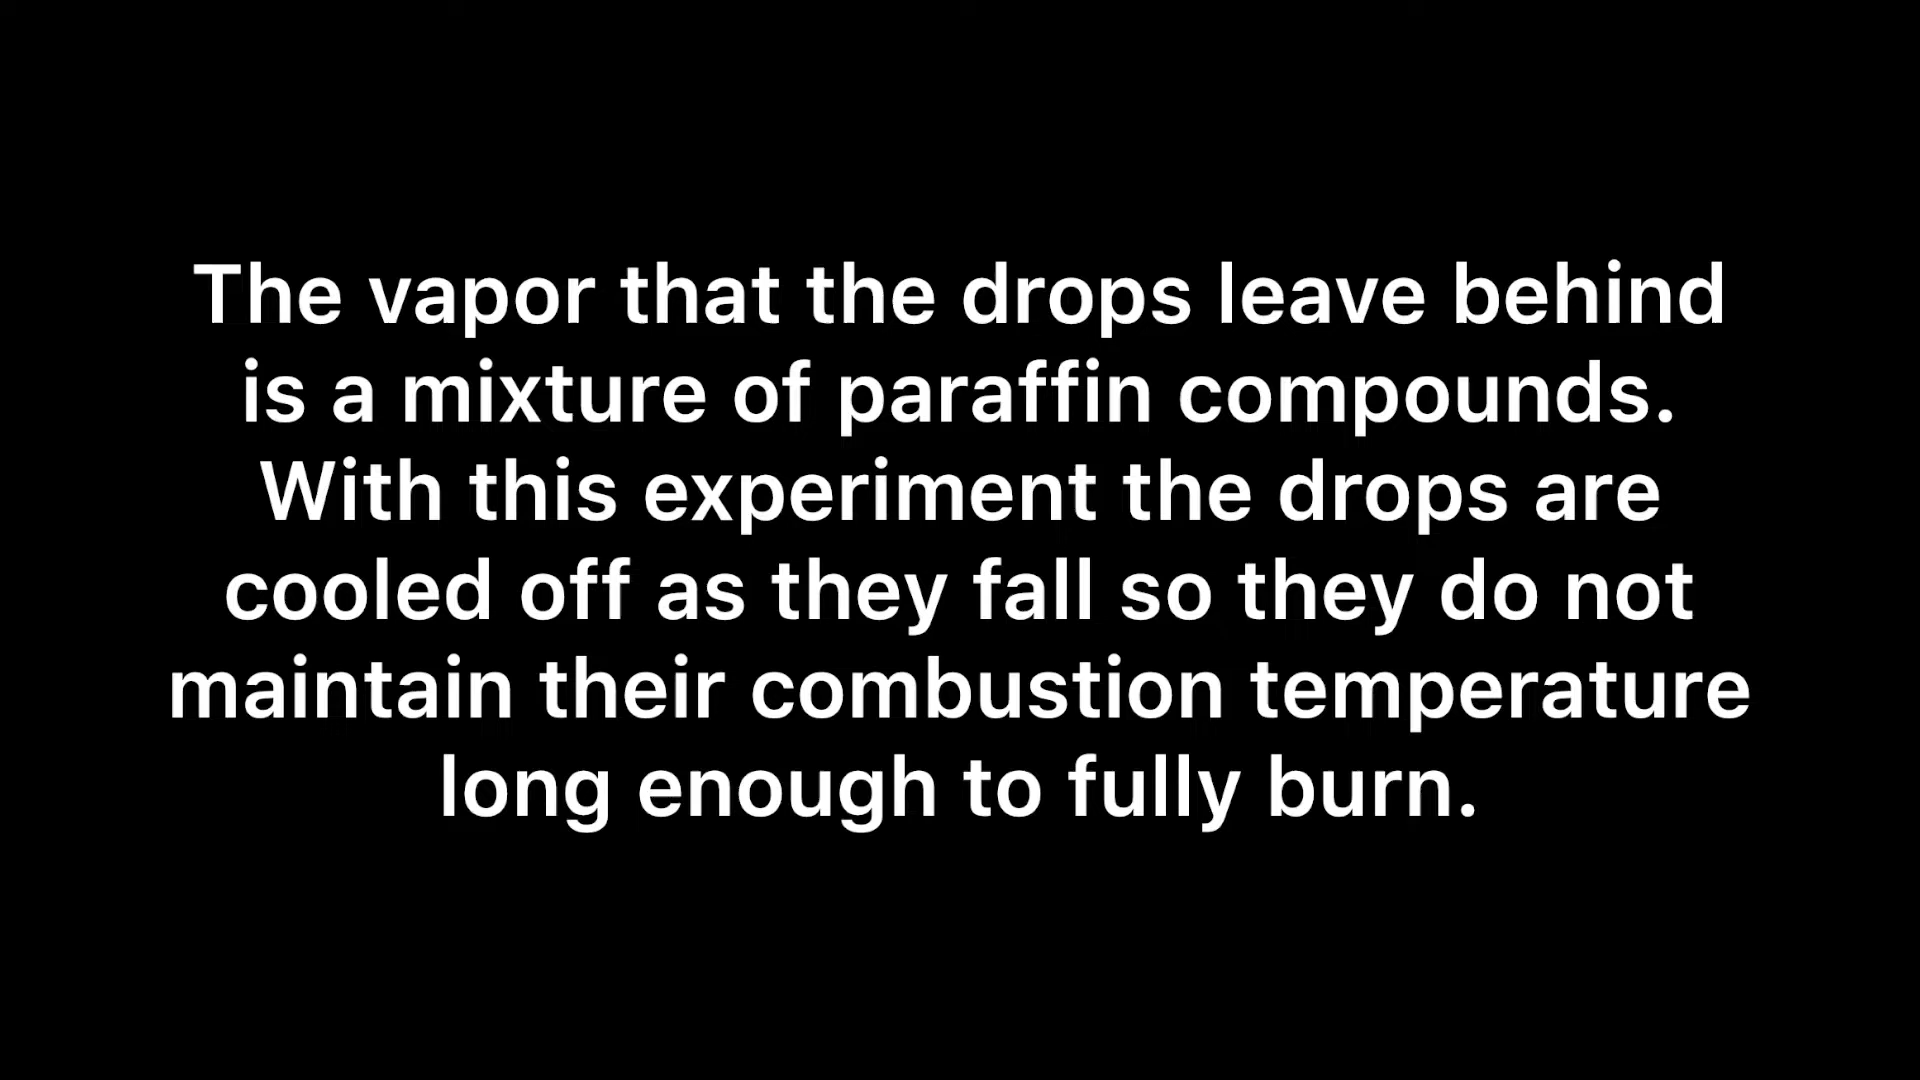 The vapor that the drops leave behind
is a mixture of paraffin compounds.
With this experiment the drops are
cooled off as they fall so they do not
maintain their combustion temperature
long enough to fully burn.